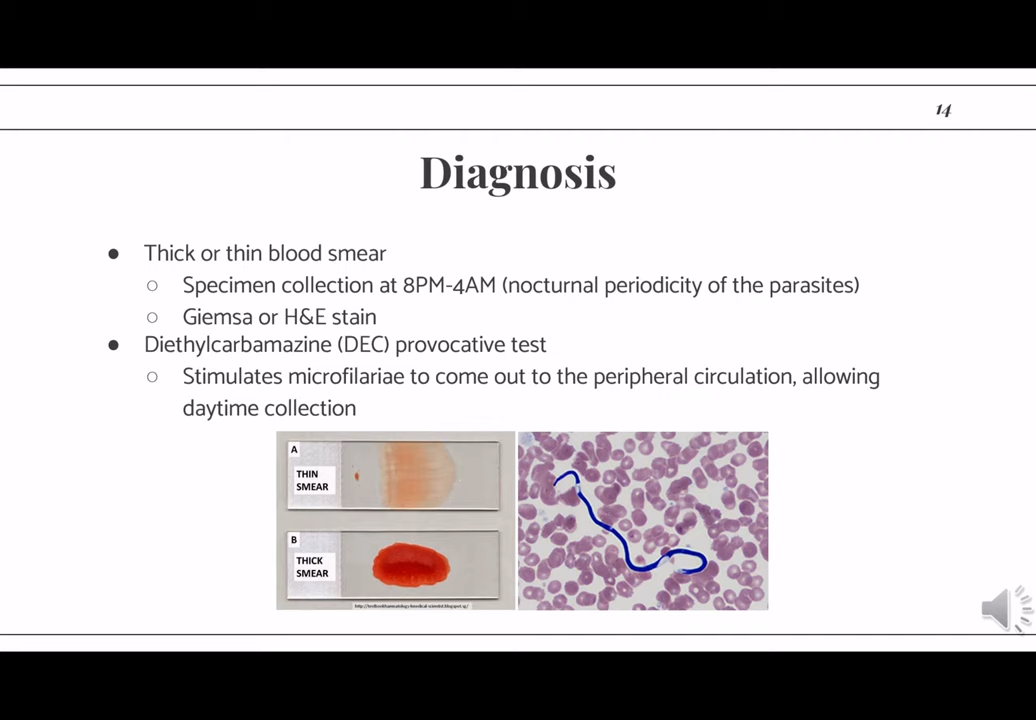 14
Diagnosis
● Thick or thin blood smear
○ Specimen collection at 8PM-4AM (nocturnal periodicity of the parasites)
○ Giemsa or H&E stain
● Diethylcarbamazine (DEC) provocative test
○ Stimulates microfilariae to come out to the peripheral circulation, allowing
daytime collection
A
THIN
SMEAR
B
THICK
SMEAR